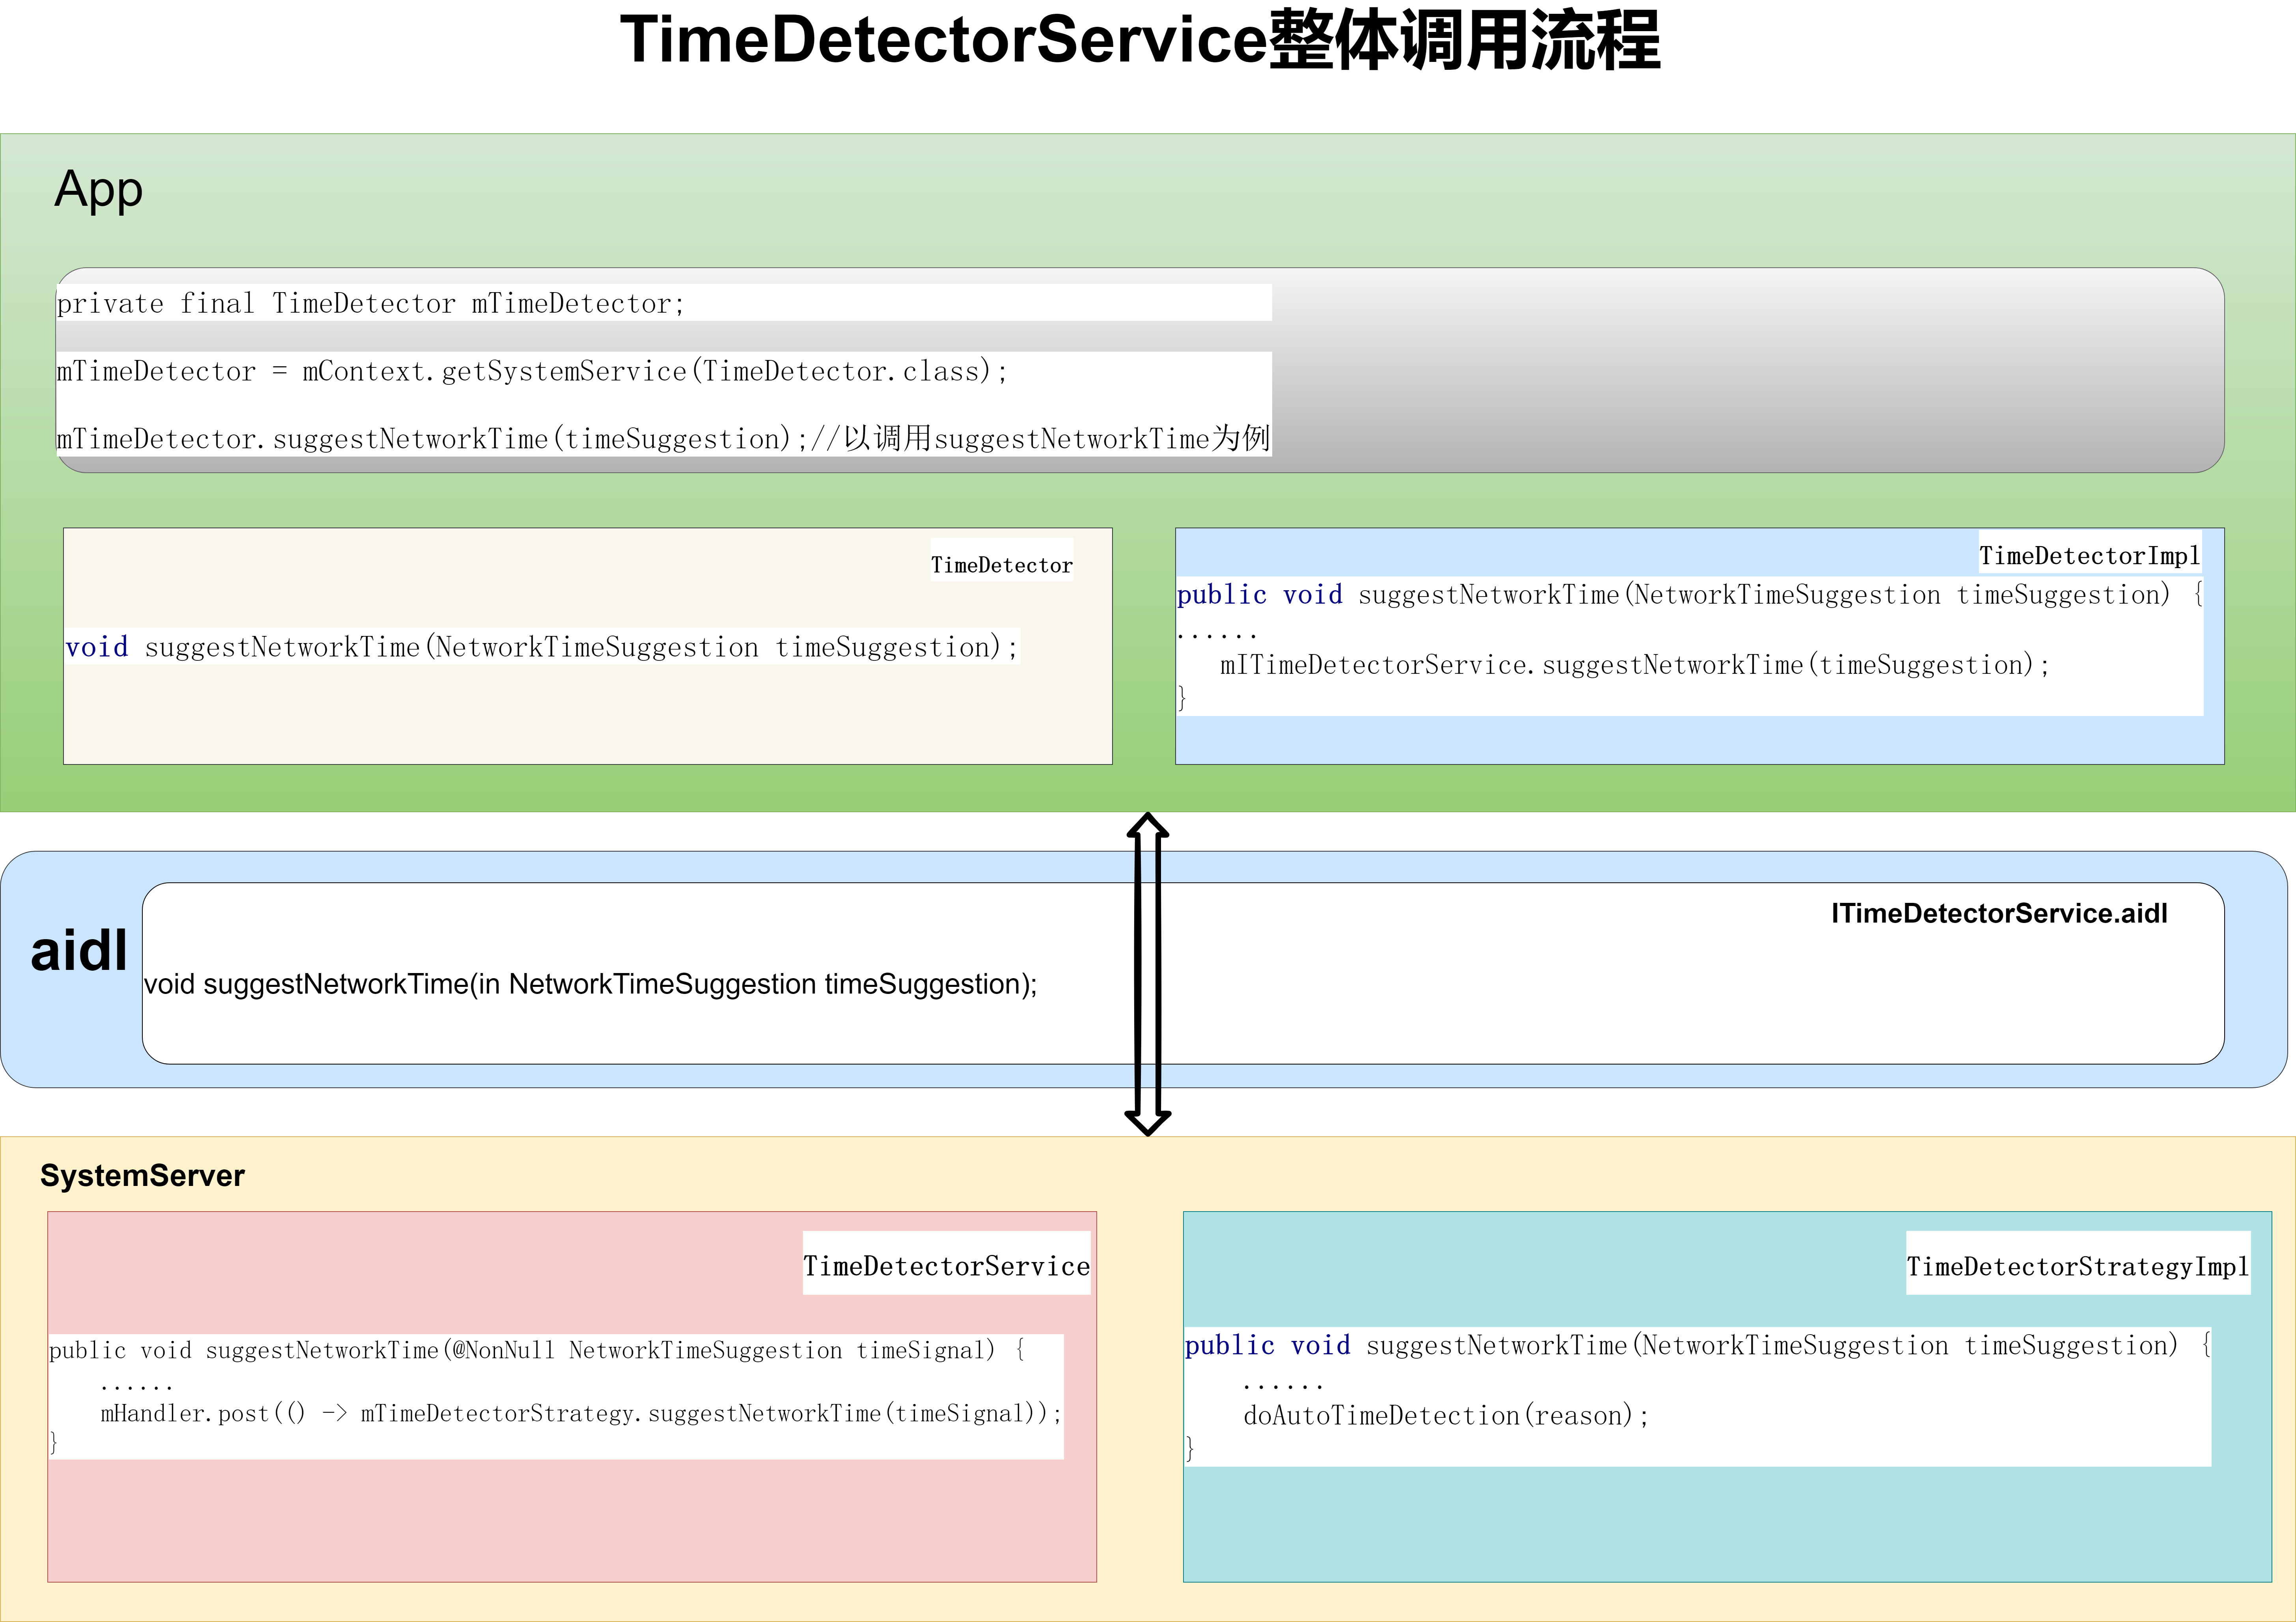 TimeDetectorService整体调用流程
App
private final TimeDetector mTimeDetector;
mTimeDetector = mContext.getSystemService(TimeDetector.class);
mTimeDetector.suggestNetworkTime(timeSuggestion);//以调用suggestNetworkTime为例
TimeDetector
void suggestNetworkTime(NetworkTimeSuggestion timeSuggestion);
TimeDetectorImpl
public void suggestNetworkTime(NetworkTimeSuggestion timeSuggestion) {
......
mITimeDetectorService.suggestNetworkTime(timeSuggestion);
}
aidl
ITimeDetectorService.aidl
void suggestNetworkTime(in NetworkTimeSuggestion timeSuggestion);
SystemServer
TimeDetectorService
public void suggestNetworkTime(@NonNull NetworkTimeSuggestion timeSignal) {
......
mHandler.post(() -> mTimeDetectorStrategy.suggestNetworkTime(timeSignal));
}
TimeDetectorStrategyImpl
public void suggestNetworkTime(NetworkTimeSuggestion timeSuggestion) {
......
doAutoTimeDetection(reason);
}